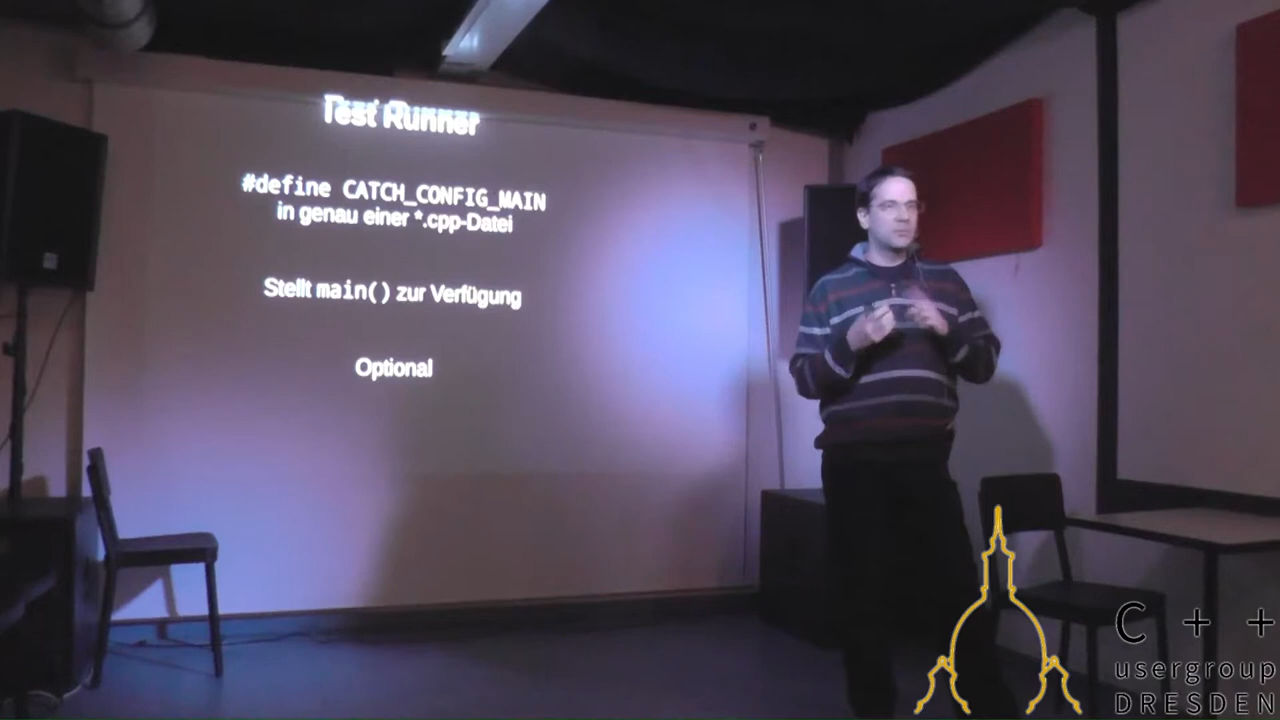 Test Runner
#define CATCH_CONFIG_MAIN
in genau einer *.cpp-Datei
Stellt main() zur Verfügung
Optional
C++
usergroup
DRESDEN